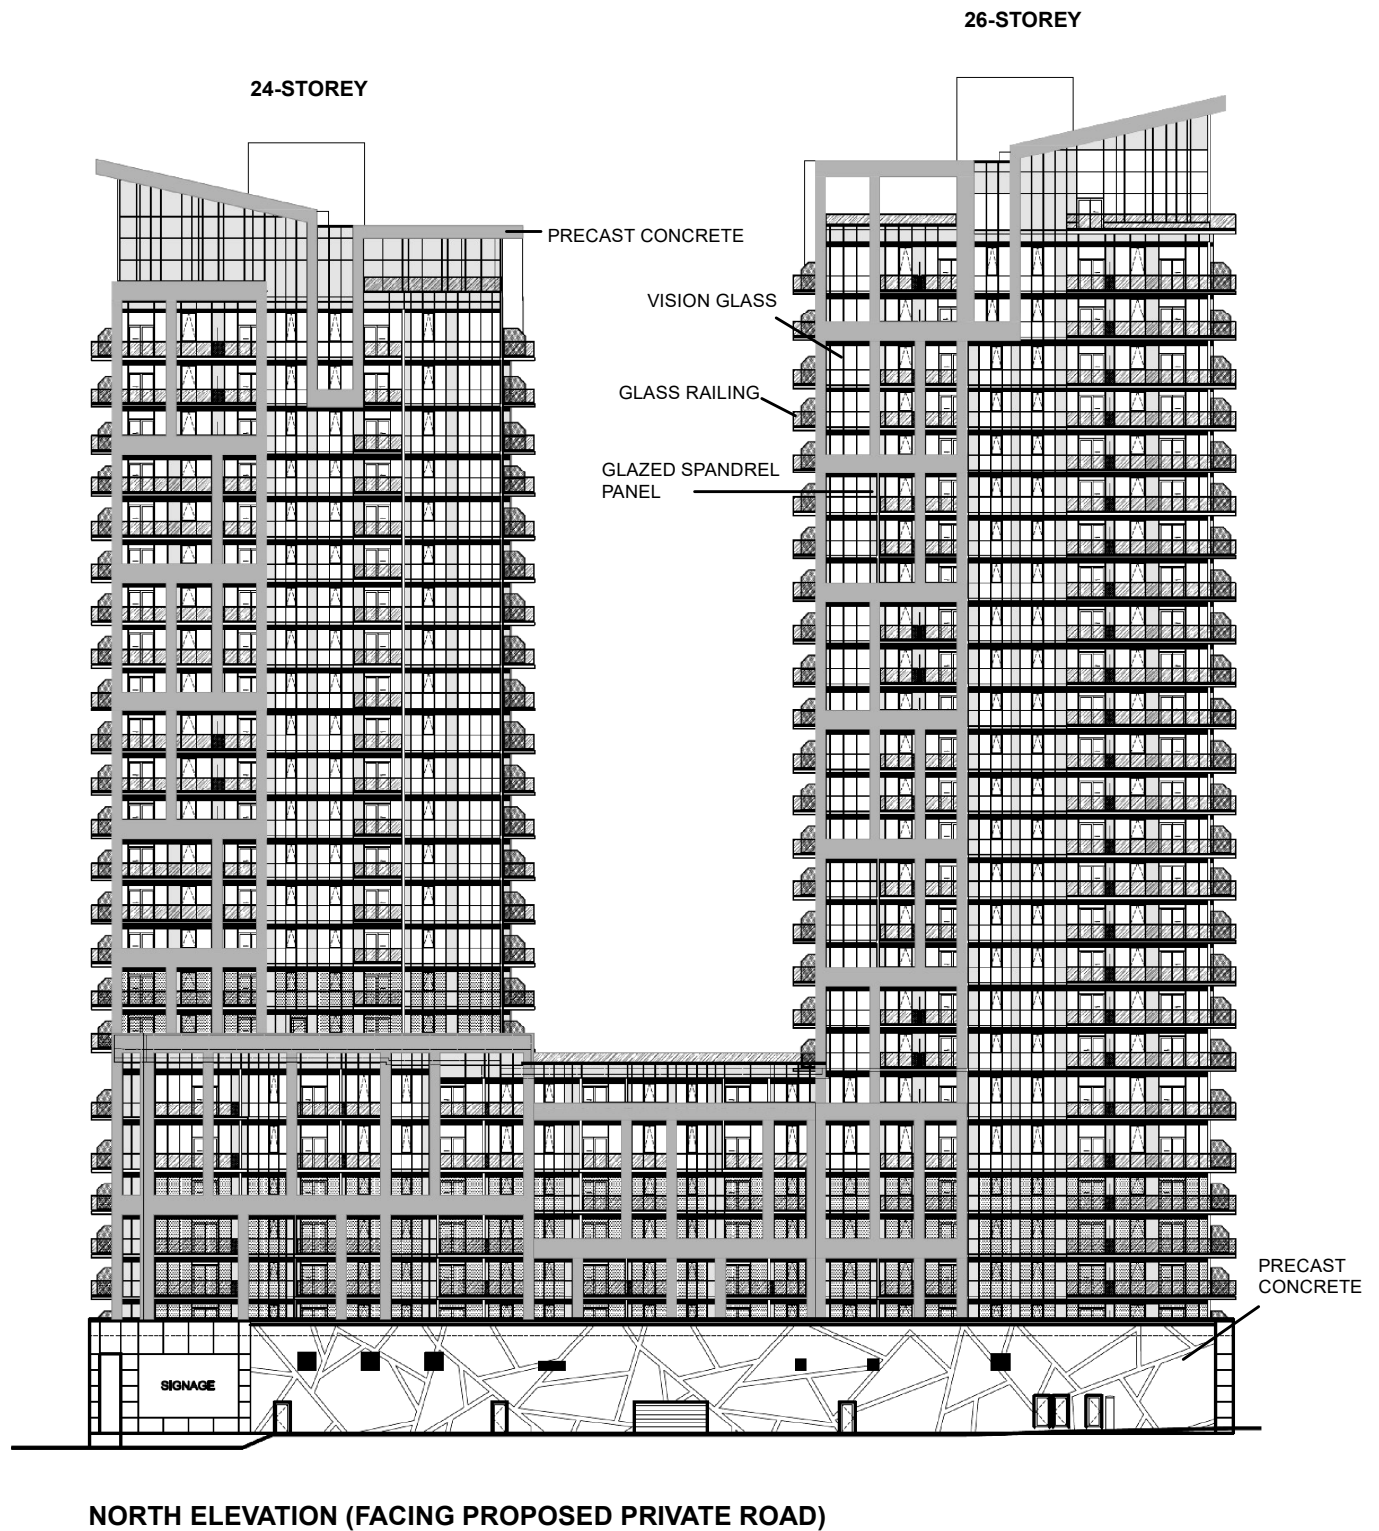 26-STOREY
24-STOREY
PRECAST CONCRETE
VISION GLASS
GLASS RAILING
GLAZED SPANDREL
PANEL
PRECAST
CONCRETE
SIGNAGE
NORTH ELEVATION (FACING PROPOSED PRIVATE ROAD)